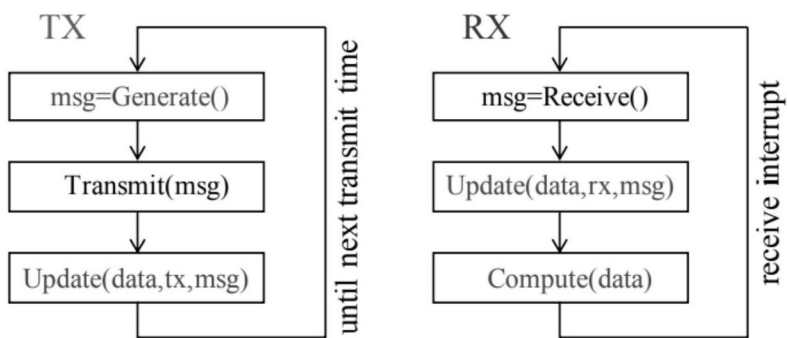 TX
msg=Generate()
Transmit(msg)
Update(data,tx,msg)
until next transmit time
RX
msg=Receive()
Update(data,rx,msg)
Compute(data)
receive interrupt